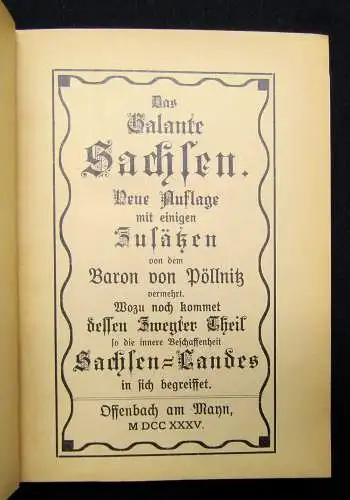 Das
Galante
Sachsen.
Neue Auflage
mit einigen
Zusätzen
von dem
Baron von Pöllnitz
vermehrt.
Wozu noch kommet
dessen Zweyter Theil
so die innere Beschaffenheit
Sachsen=Landes
in sich begreiffet.
Offenbach am Mayn,
M DCC XXXV.